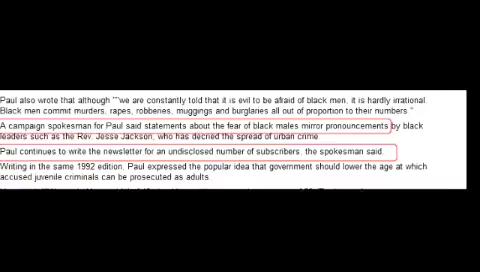 Paul also wrote that although "'we are constantly told that it is evil to be afraid of black men, it is hardly irrational.
Black men commit murders, rapes, robberies, muggings and burglaries all out of proportion to their numbers."
A campaign spokesman for Paul said statements about the fear of black males mirror pronouncements by black
leaders such as the Rev. Jesse Jackson, who has decried the spread of urban crime.
Paul continues to write the newsletter for an undisclosed number of subscribers, the spokesman said.
Writing in the same 1992 edition, Paul expressed the popular idea that government should lower the age at which
accused juvenile criminals can be prosecuted as adults.